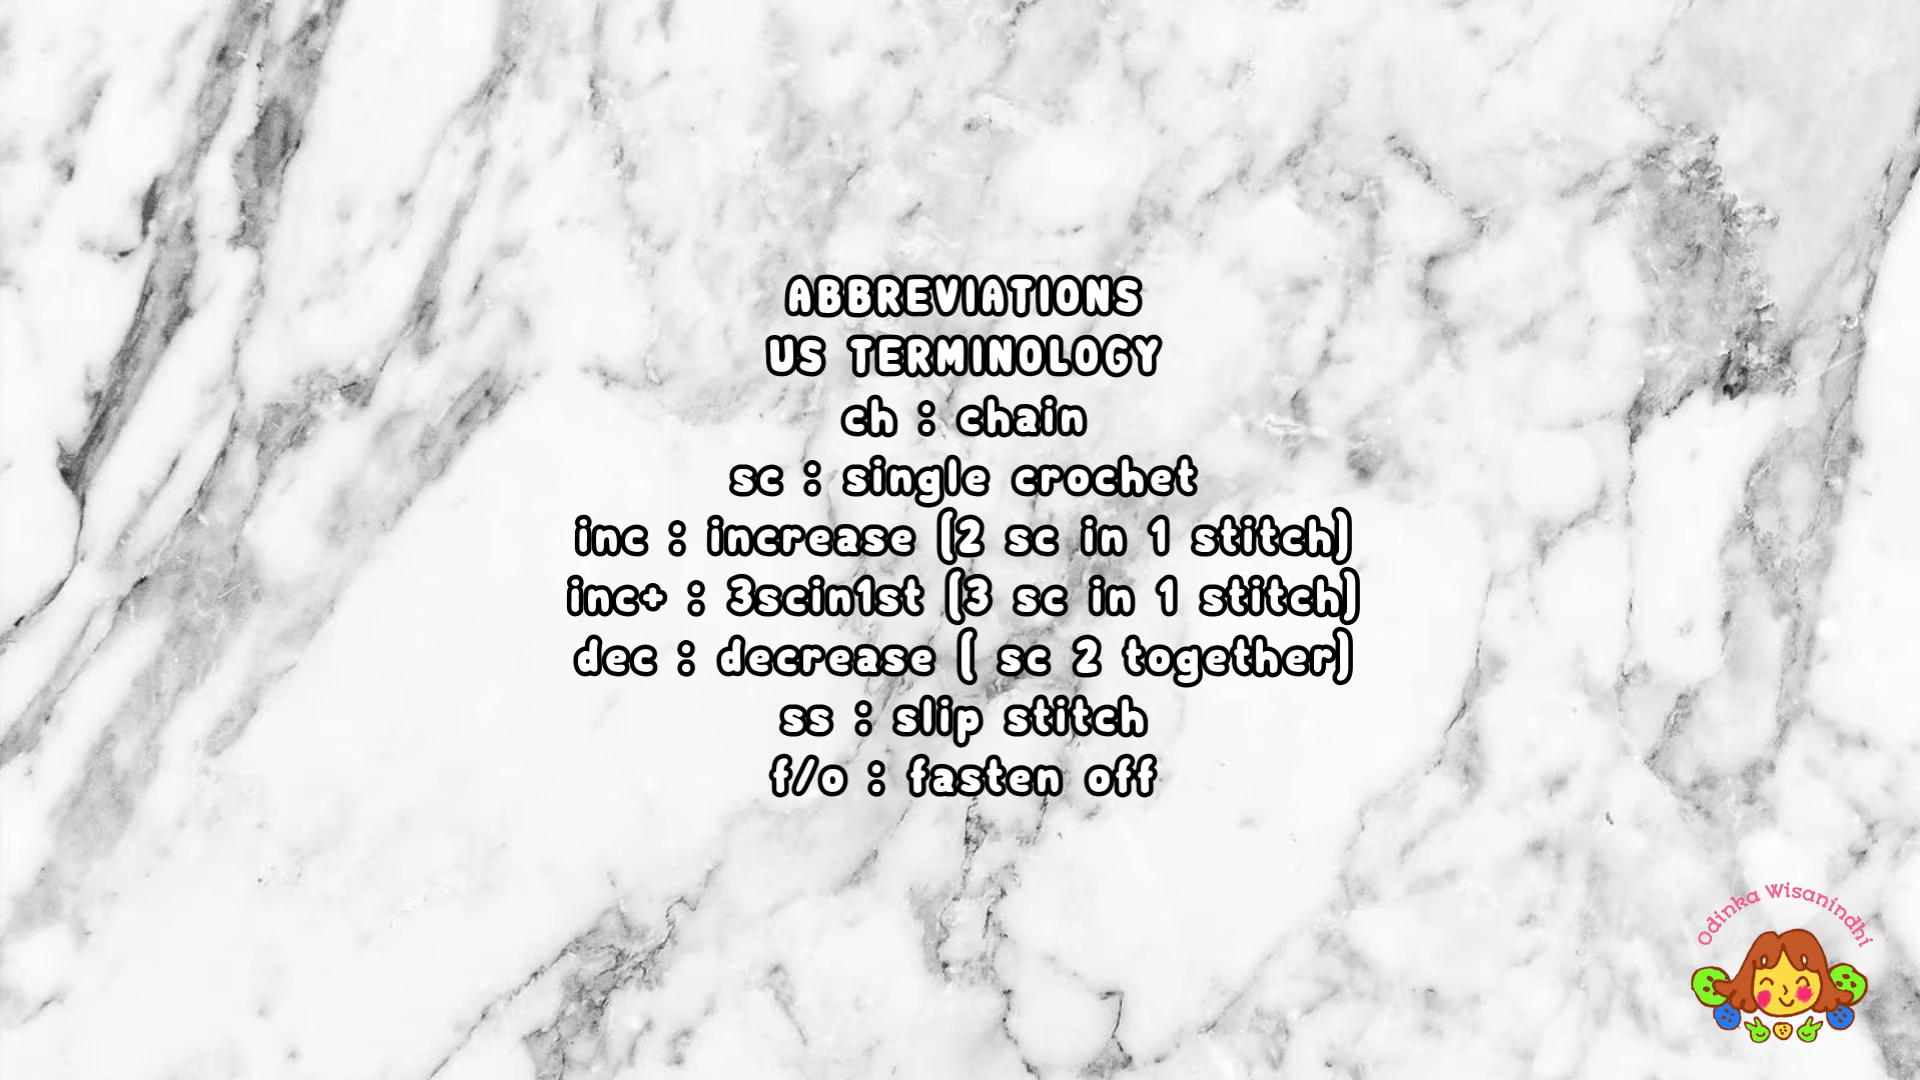 ABBREVIATIONS
US TERMINOLOGY
ch : chain
sc : single crochet
inc : increase (2 sc in 1 stitch)
inc+ : 3scin1st (3 sc in 1 stitch)
dec : decrease ( sc 2 together)
ss : slip stitch
f/o : fasten off
Odinka Wisanindhi